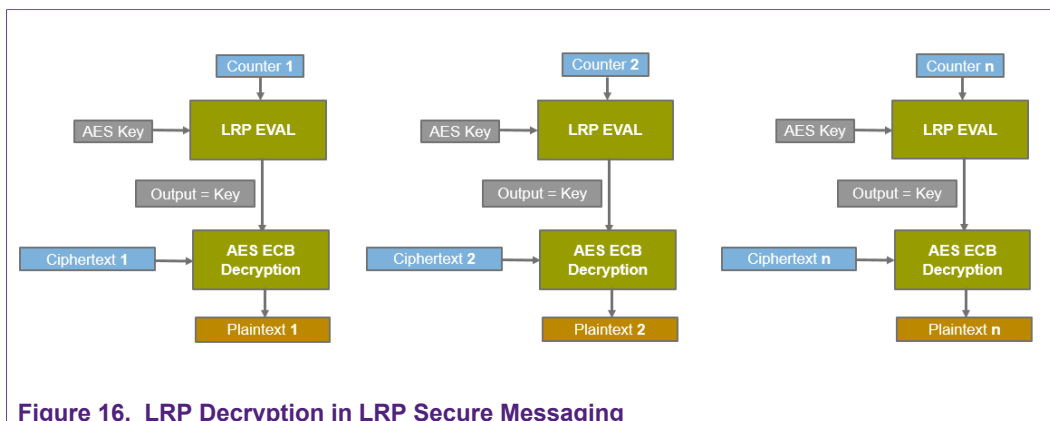 Counter 1
Counter 2
Counter n
AES Key
LRP EVAL
AES Key
LRP EVAL
AES Key
LRP EVAL
Output = Key
Output = Key
Output = Key
Ciphertext 1
AES ECB
Decryption
Ciphertext 2
AES ECB
Decryption
Ciphertext n
AES ECB
Decryption
Plaintext 1
Plaintext 2
Plaintext n
Figure 16. LRP Decryption in LRP Secure Messaging